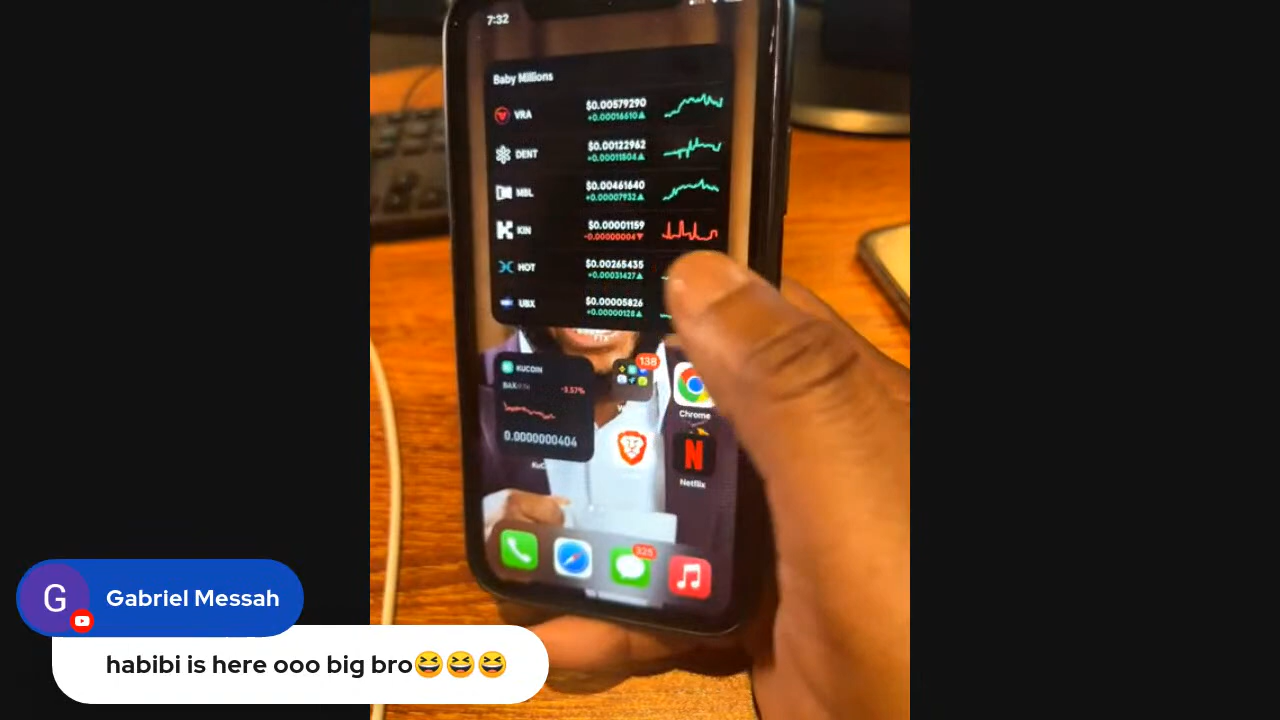 7:32
Baby Millions
VRA $0.00579290
+0.00016610▲
DENT $0.00122962
+0.00011804▲
MBL $0.00461640
+0.00007932▲
KIN $0.00001159
-0.00000004▼
HOT $0.00265435
+0.00031427▲
UBX $0.00005826
+0.00000128▲
KUCOIN
138
BAX
-3.57%
0.0000000404
Chrome
N
Netflix
325
G Gabriel Messah
habibi is here ooo big bro😆😆😆